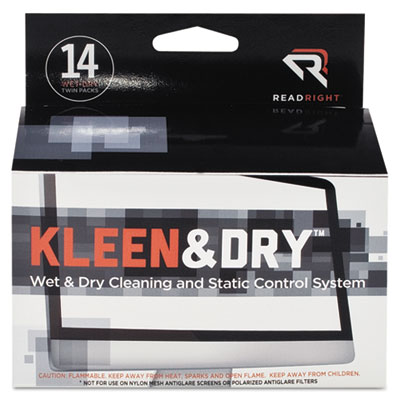 14
WET-DRY
TWIN PACKS
READRIGHT
KLEEN&DRY™
Wet & Dry Cleaning and Static Control System
CAUTION: FLAMMABLE. KEEP AWAY FROM HEAT, SPARKS AND OPEN FLAME. KEEP AWAY FROM CHILDREN.
* NOT FOR USE ON NYLON MESH ANTIGLARE SCREENS OR POLARIZED ANTIGLARE FILTERS